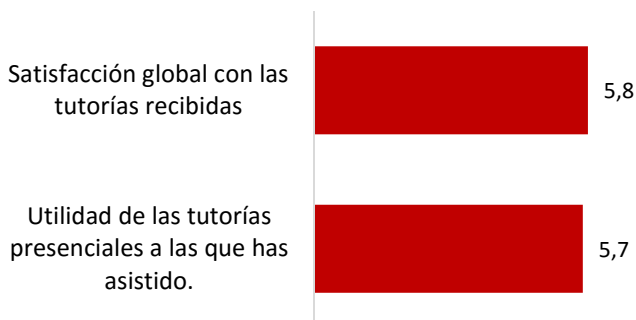 Satisfacción global con las
tutorías recibidas
5,8
Utilidad de las tutorías
presenciales a las que has
asistido.
5,7